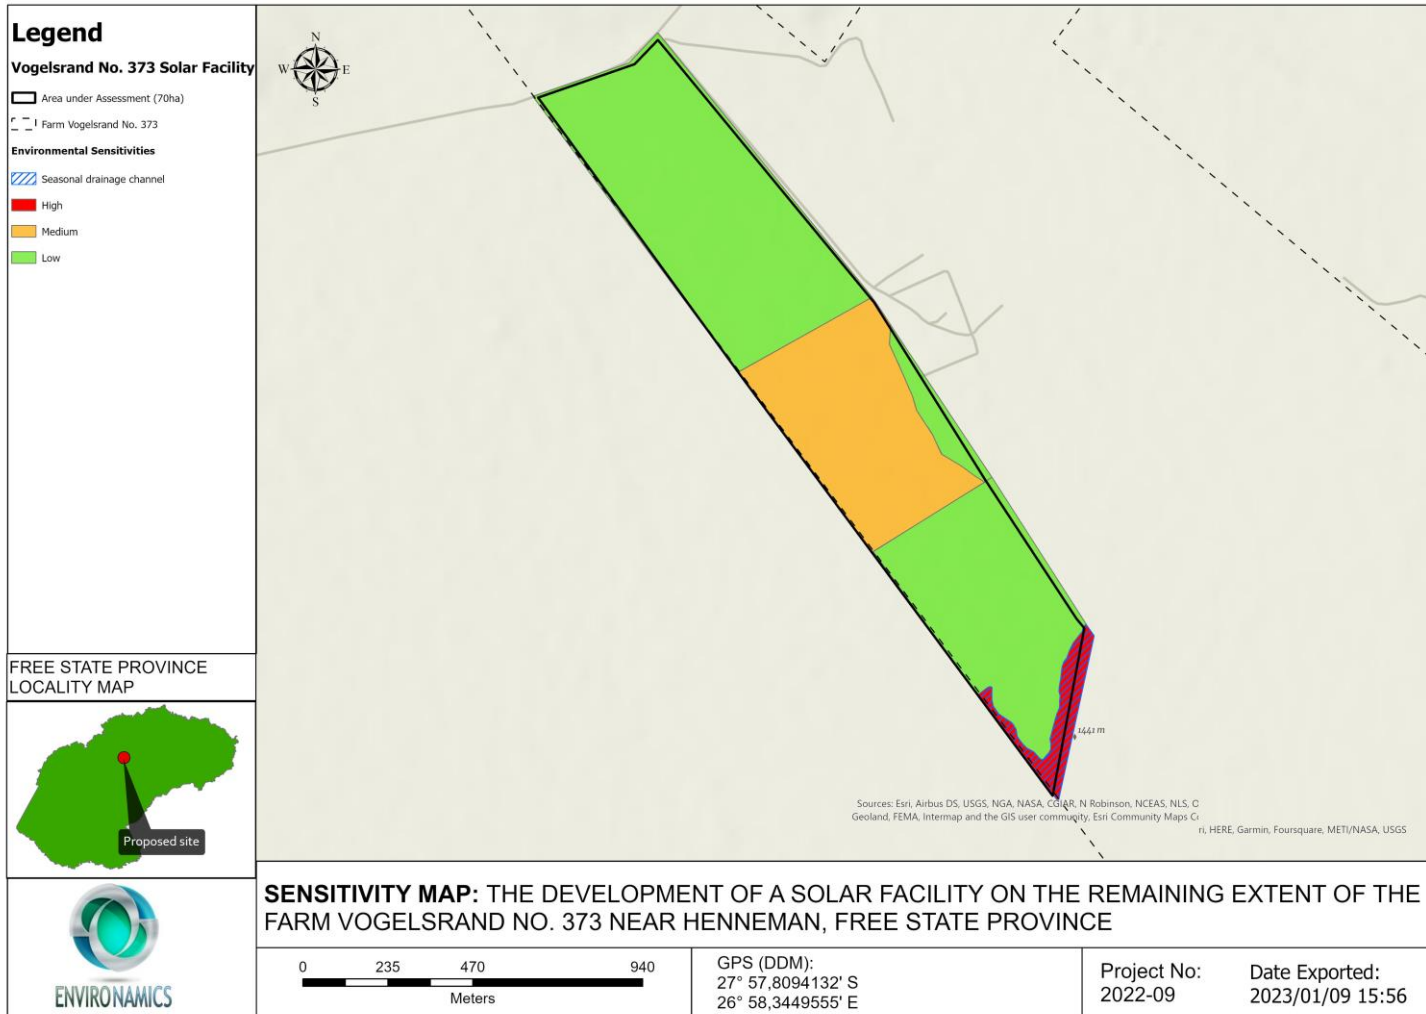 Legend
Vogelsrand No. 373 Solar Facility
Area under Assessment (70ha)
Farm Vogelsrand No. 373
Environmental Sensitivities
Seasonal drainage channel
High
Medium
Low
N
W E
S
1441 m
Sources: Esri, Airbus DS, USGS, NGA, NASA, CGIAR, N Robinson, NCEAS, NLS,
Geoland, FEMA, Intermap and the GIS user community, Esri Community Maps
ri, HERE, Garmin, Foursquare, METI/NASA, USGS
FREE STATE PROVINCE
LOCALITY MAP
Proposed site
ENVIRONAMICS
SENSITIVITY MAP: THE DEVELOPMENT OF A SOLAR FACILITY ON THE REMAINING EXTENT OF THE
FARM VOGELSRAND NO. 373 NEAR HENNEMAN, FREE STATE PROVINCE
0 235 470 940
Meters
GPS (DDM):
27° 57,8094132' S
26° 58,3449555' E
Project No:
2022-09
Date Exported:
2023/01/09 15:56